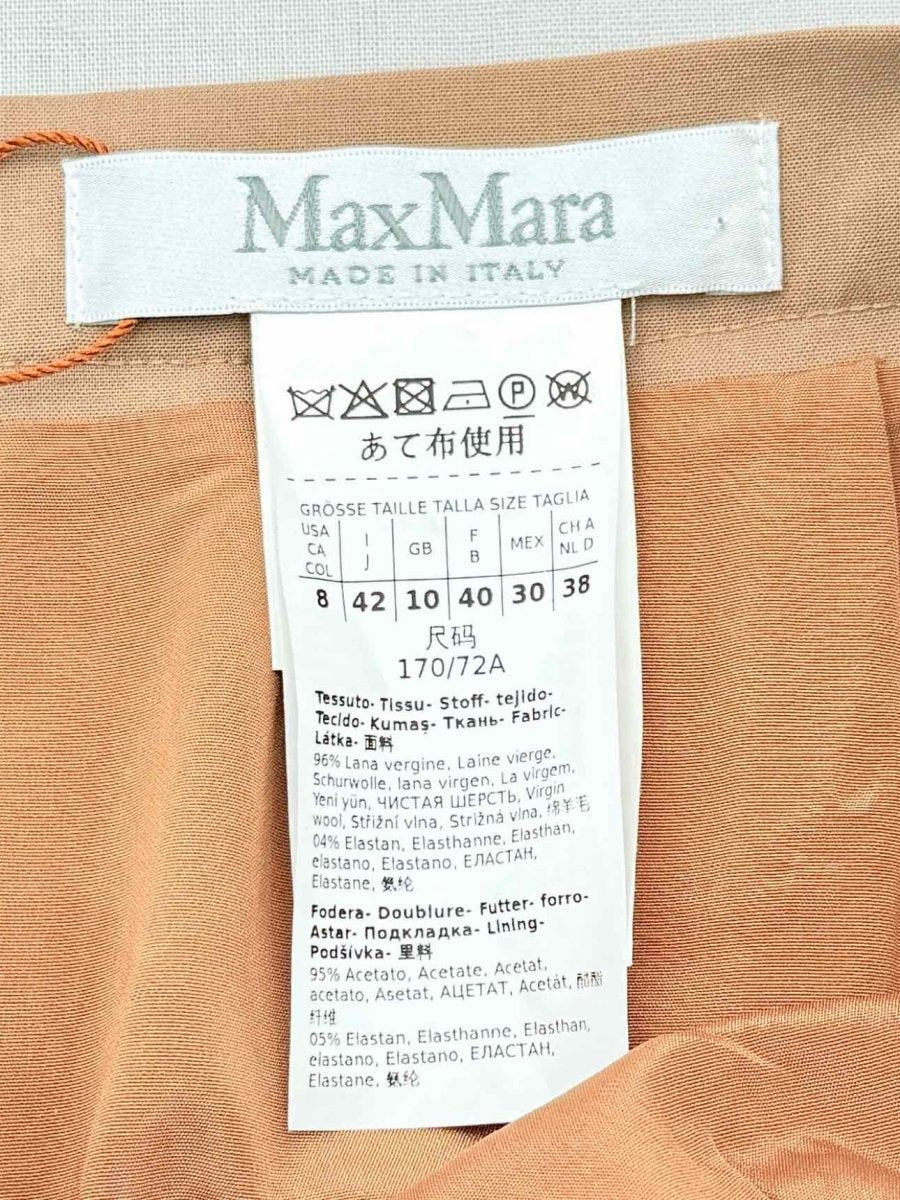 MaxMara
MADE IN ITALY
P W
あて布使用
GRÖSSE TAILLE TALLA SIZE TAGLIA
USA CA COL I J GB F B MEX CH A NL D
8 42 10 40 30 38
尺码
170/72A
Tessuto- Tissu- Stoff- tejido-
Tecido- Kumaş- Ткань- Fabric-
Látka- 面料
96% Lana vergine, Laine vierge,
Schurwolle, lana virgen, La virgem,
Yeni yün, ЧИСТАЯ ШЕРСТЬ, Virgin
wool, Střižní vlna, Strižná vlna, 绵羊毛
04% Elastan, Elasthanne, Elasthan,
elastano, Elastano, ЕЛАСТАН,
Elastane, 氨纶
Fodera- Doublure- Futter- forro-
Astar- Подкладка- Lining-
Podšívka- 里料
95% Acetato, Acetate, Acetat,
acetato, Asetat, АЦЕТАТ, Acetát, 醋酯
纤维
05% Elastan, Elasthanne, Elasthan,
elastano, Elastano, ЕЛАСТАН,
Elastane, 氨纶